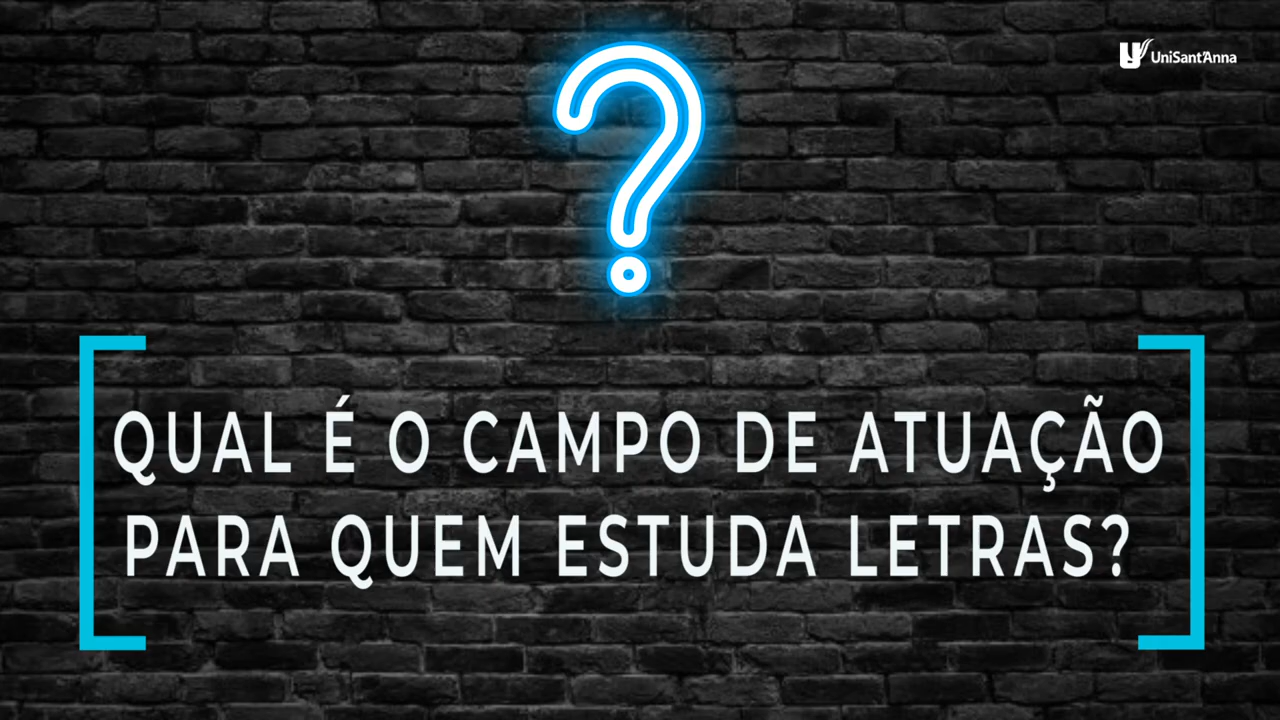 UniSant'Anna
QUAL É O CAMPO DE ATUAÇÃO
PARA QUEM ESTUDA LETRAS?